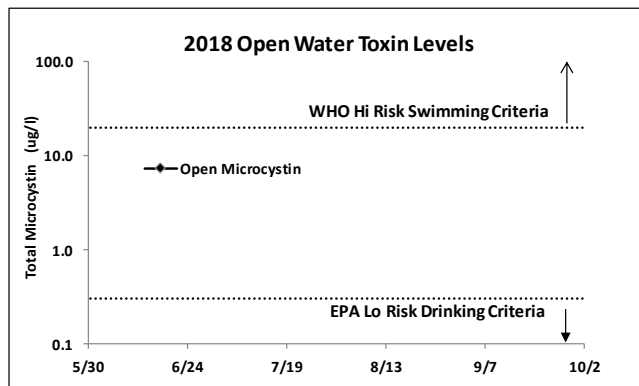 2018 Open Water Toxin Levels
100.0
WHO Hi Risk Swimming Criteria
10.0
Open Microcystin
Total Microcystin (ug/l)
1.0
EPA Lo Risk Drinking Criteria
0.1
5/30 6/24 7/19 8/13 9/7 10/2